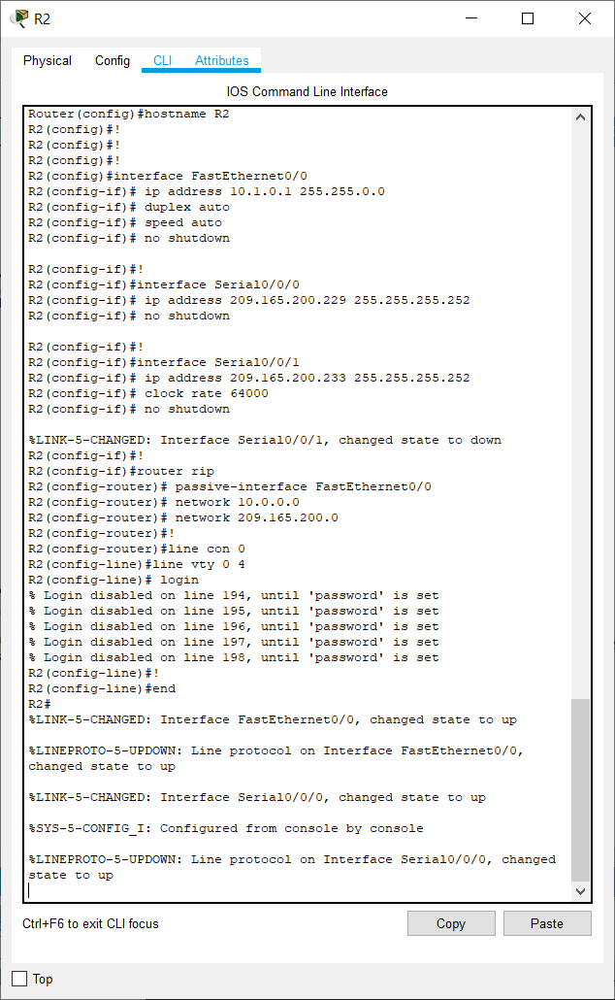 R2
Physical Config CLI Attributes
IOS Command Line Interface
Router(config)#hostname R2
R2(config)#!
R2(config)#!
R2(config)#!
R2(config)#interface FastEthernet0/0
R2(config-if)# ip address 10.1.0.1 255.255.0.0
R2(config-if)# duplex auto
R2(config-if)# speed auto
R2(config-if)# no shutdown
R2(config-if)#!
R2(config-if)#interface Serial0/0/0
R2(config-if)# ip address 209.165.200.229 255.255.255.252
R2(config-if)# no shutdown
R2(config-if)#!
R2(config-if)#interface Serial0/0/1
R2(config-if)# ip address 209.165.200.233 255.255.255.252
R2(config-if)# clock rate 64000
R2(config-if)# no shutdown
%LINK-5-CHANGED: Interface Serial0/0/1, changed state to down
R2(config-if)#!
R2(config-if)#router rip
R2(config-router)# passive-interface FastEthernet0/0
R2(config-router)# network 10.0.0.0
R2(config-router)# network 209.165.200.0
R2(config-router)#!
R2(config-router)#line con 0
R2(config-line)#line vty 0 4
R2(config-line)# login
% Login disabled on line 194, until 'password' is set
% Login disabled on line 195, until 'password' is set
% Login disabled on line 196, until 'password' is set
% Login disabled on line 197, until 'password' is set
% Login disabled on line 198, until 'password' is set
R2(config-line)#!
R2(config-line)#end
R2#
%LINK-5-CHANGED: Interface FastEthernet0/0, changed state to up
%LINEPROTO-5-UPDOWN: Line protocol on Interface FastEthernet0/0,
changed state to up
%LINK-5-CHANGED: Interface Serial0/0/0, changed state to up
%SYS-5-CONFIG_I: Configured from console by console
%LINEPROTO-5-UPDOWN: Line protocol on Interface Serial0/0/0, changed
state to up
Ctrl+F6 to exit CLI focus
Copy Paste
Top